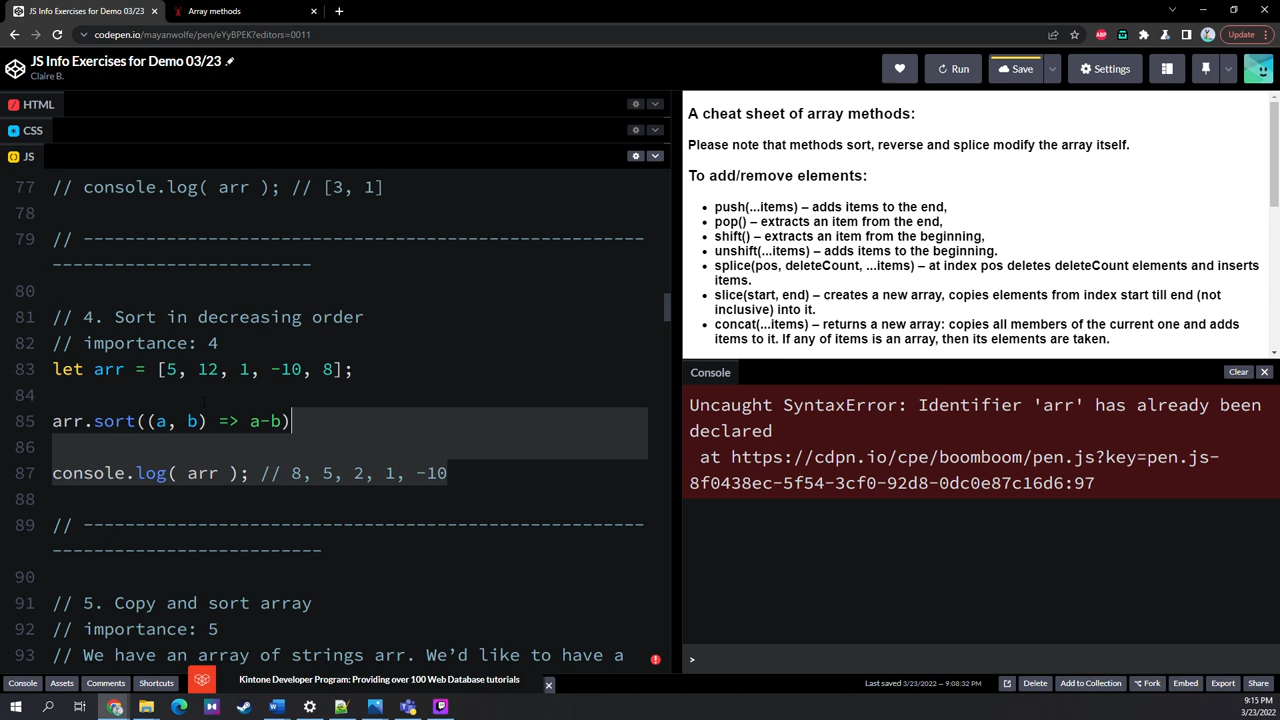 JS Info Exercises for Demo 03/23
Array methods
codepen.io/mayanwolfe/pen/eYyBPEK?editors=0011
Update
JS Info Exercises for Demo 03/23
Claire B.
Run
Save
Settings
HTML
CSS
JS
77 // console.log( arr ); // [3, 1]
78
79 // ------------------------------------------------------
-------------------------
80
81 // 4. Sort in decreasing order
82 // importance: 4
83 let arr = [5, 12, 1, -10, 8];
84
85 arr.sort((a, b) => a-b)
86
87 console.log( arr ); // 8, 5, 2, 1, -10
88
89 // ------------------------------------------------------
--------------------------
90
91 // 5. Copy and sort array
92 // importance: 5
93 // We have an array of strings arr. We’d like to have a
A cheat sheet of array methods:
Please note that methods sort, reverse and splice modify the array itself.
To add/remove elements:
• push(...items) – adds items to the end,
• pop() – extracts an item from the end,
• shift() – extracts an item from the beginning,
• unshift(...items) – adds items to the beginning.
• splice(pos, deleteCount, ...items) – at index pos deletes deleteCount elements and inserts
items.
• slice(start, end) – creates a new array, copies elements from index start till end (not
inclusive) into it.
• concat(...items) – returns a new array: copies all members of the current one and adds
items to it. If any of items is an array, then its elements are taken.
Console
Clear
Uncaught SyntaxError: Identifier 'arr' has already been
declared
at https://cdpn.io/cpe/boomboom/pen.js?key=pen.js-
8f0438ec-5f54-3cf0-92d8-0dc0e87c16d6:97
>
Console
Assets
Comments
Shortcuts
Kintone Developer Program: Providing over 100 Web Database tutorials
Last saved 3/23/2022 — 9:08:32 PM
Delete
Add to Collection
Fork
Embed
Export
Share
9:15 PM
3/23/2022